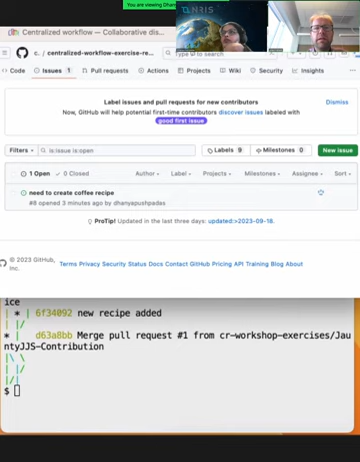 You are viewing Dhan
NRIS
Centralized workflow — Collaborative dis...
c. / centralized-workflow-exercise-re...
Type / to search
Code
Issues 1
Pull requests
Actions
Projects
Wiki
Security
Insights
Label issues and pull requests for new contributors
Dismiss
Now, GitHub will help potential first-time contributors discover issues labeled with
good first issue
Filters
is:issue is:open
Labels 9
Milestones 0
New issue
1 Open
0 Closed
Author
Label
Projects
Milestones
Assignee
Sort
need to create coffee recipe
#8 opened 3 minutes ago by dhanyapushpadas
ProTip! Updated in the last three days: updated:>2023-09-18.
© 2023 GitHub, Inc.
Terms Privacy Security Status Docs Contact GitHub Pricing API Training Blog About
ice
| * | 6f34092 new recipe added
| |/
* | d63a8bb Merge pull request #1 from cr-workshop-exercises/Jau
ntyJJS-Contribution
|\ \
| |/
|/|
$